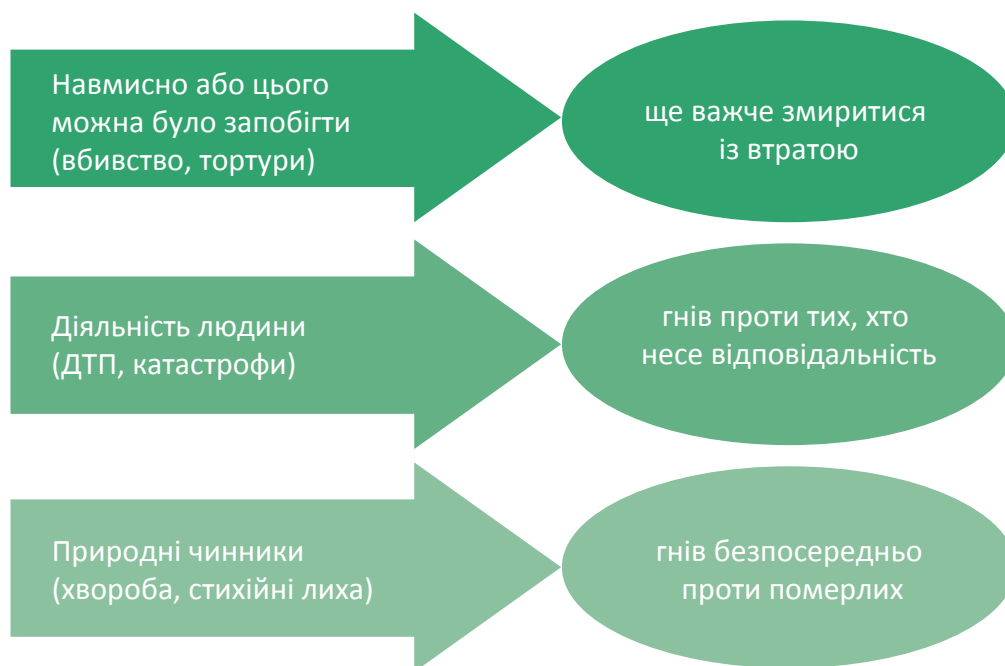 Навмисно або цього
можна було запобігти
(вбивство, тортури)
ще важче змиритися
із втратою
Діяльність людини
(ДТП, катастрофи)
гнів проти тих, хто
несе відповідальність
Природні чинники
(хвороба, стихійні лиха)
гнів безпосередньо
проти померлих